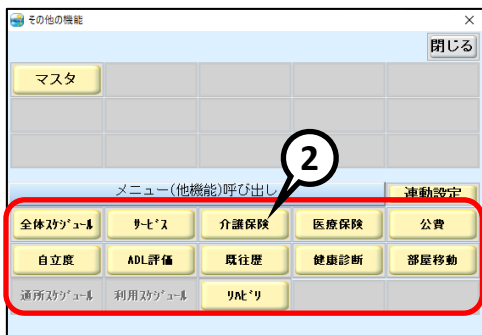 その他の機能
閉じる
マスタ
2
メニュー(他機能)呼び出し 連動設定
全体ｽｹｼﾞｭｰﾙ ｻｰﾋﾞｽ 介護保険 医療保険 公費
自立度 ADL評価 既往歴 健康診断 部屋移動
通所ｽｹｼﾞｭｰﾙ 利用ｽｹｼﾞｭｰﾙ ﾘﾊﾋﾞﾘ